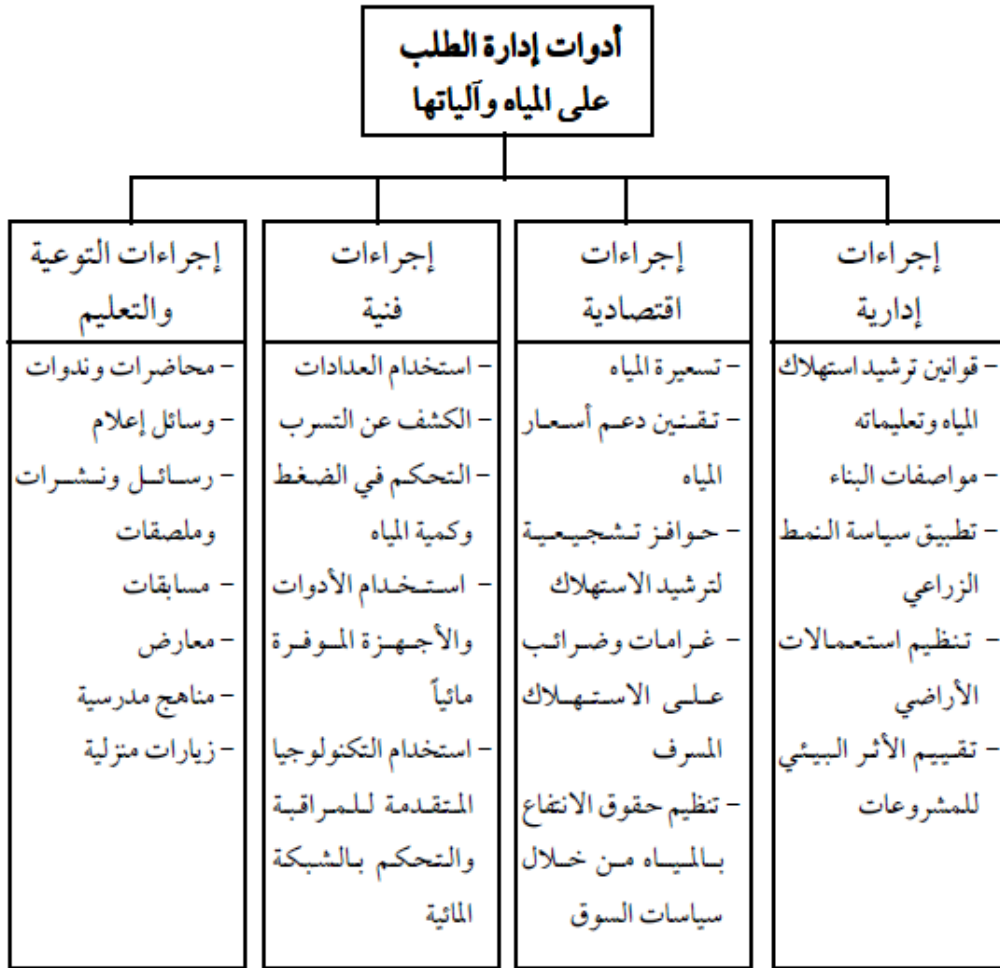 أدوات إدارة الطلب
على المياه وآلياتها
إجراءات
إدارية
– قوانين ترشيد استهلاك
المياه وتعليماته
– مواصفات البناء
– تطبيق سياسة النمط
الزراعي
– تنظيم استعمالات
الأراضي
– تقييم الأثر البيئي
للمشروعات
إجراءات
اقتصادية
– تسعيرة المياه
– تقنين دعم أسعار
المياه
– حوافز تشجيعية
لترشيد الاستهلاك
– غرامات وضرائب
على الاستهلاك
المسرف
– تنظيم حقوق الانتفاع
بالمياه من خلال
سياسات السوق
إجراءات
فنية
– استخدام العدادات
– الكشف عن التسرب
– التحكم في الضغط
وكمية المياه
– استخدام الأدوات
والأجهزة الموفرة
مائياً
– استخدام التكنولوجيا
المتقدمة للمراقبة
والتحكم بالشبكة
المائية
إجراءات التوعية
والتعليم
– محاضرات وندوات
– وسائل إعلام
– رسائل ونشرات
وملصقات
– مسابقات
– معارض
– مناهج مدرسية
– زيارات منزلية